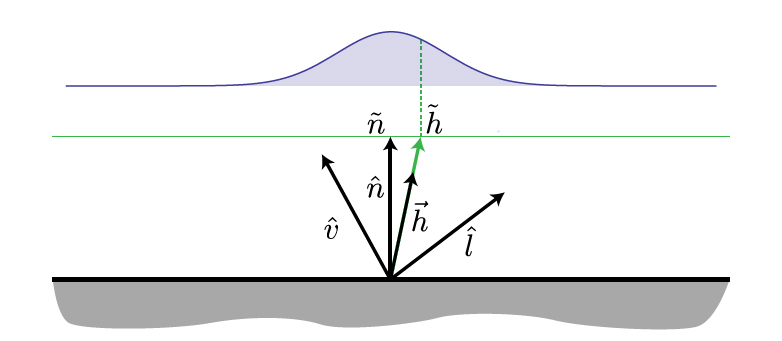 ñ h̃
n̂
v̂ h⃗ l̂